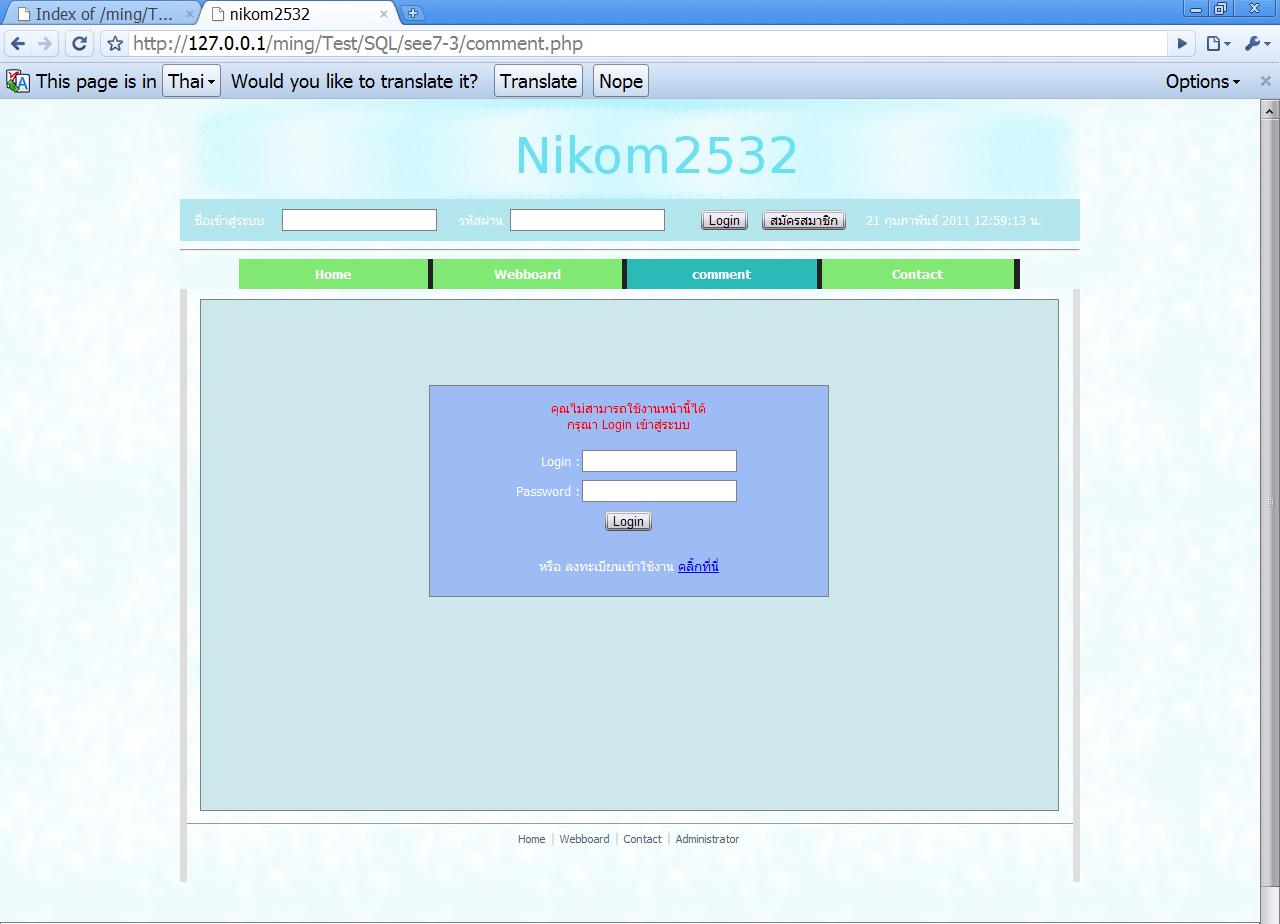 Index of /ming/T...
nikom2532
http://127.0.0.1/ming/Test/SQL/see7-3/comment.php
This page is in Thai Would you like to translate it? Translate Nope Options
Nikom2532
ชื่อเข้าสู่ระบบ รหัสผ่าน Login สมัครสมาชิก 21 กุมภาพันธ์ 2011 12:59:13 น.
Home Webboard comment Contact
คุณไม่สามารถใช้งานหน้านี้ได้
กรุณา Login เข้าสู่ระบบ
Login :
Password :
Login
หรือ ลงทะเบียนเข้าใช้งาน คลิ้กที่นี่
Home | Webboard | Contact | Administrator